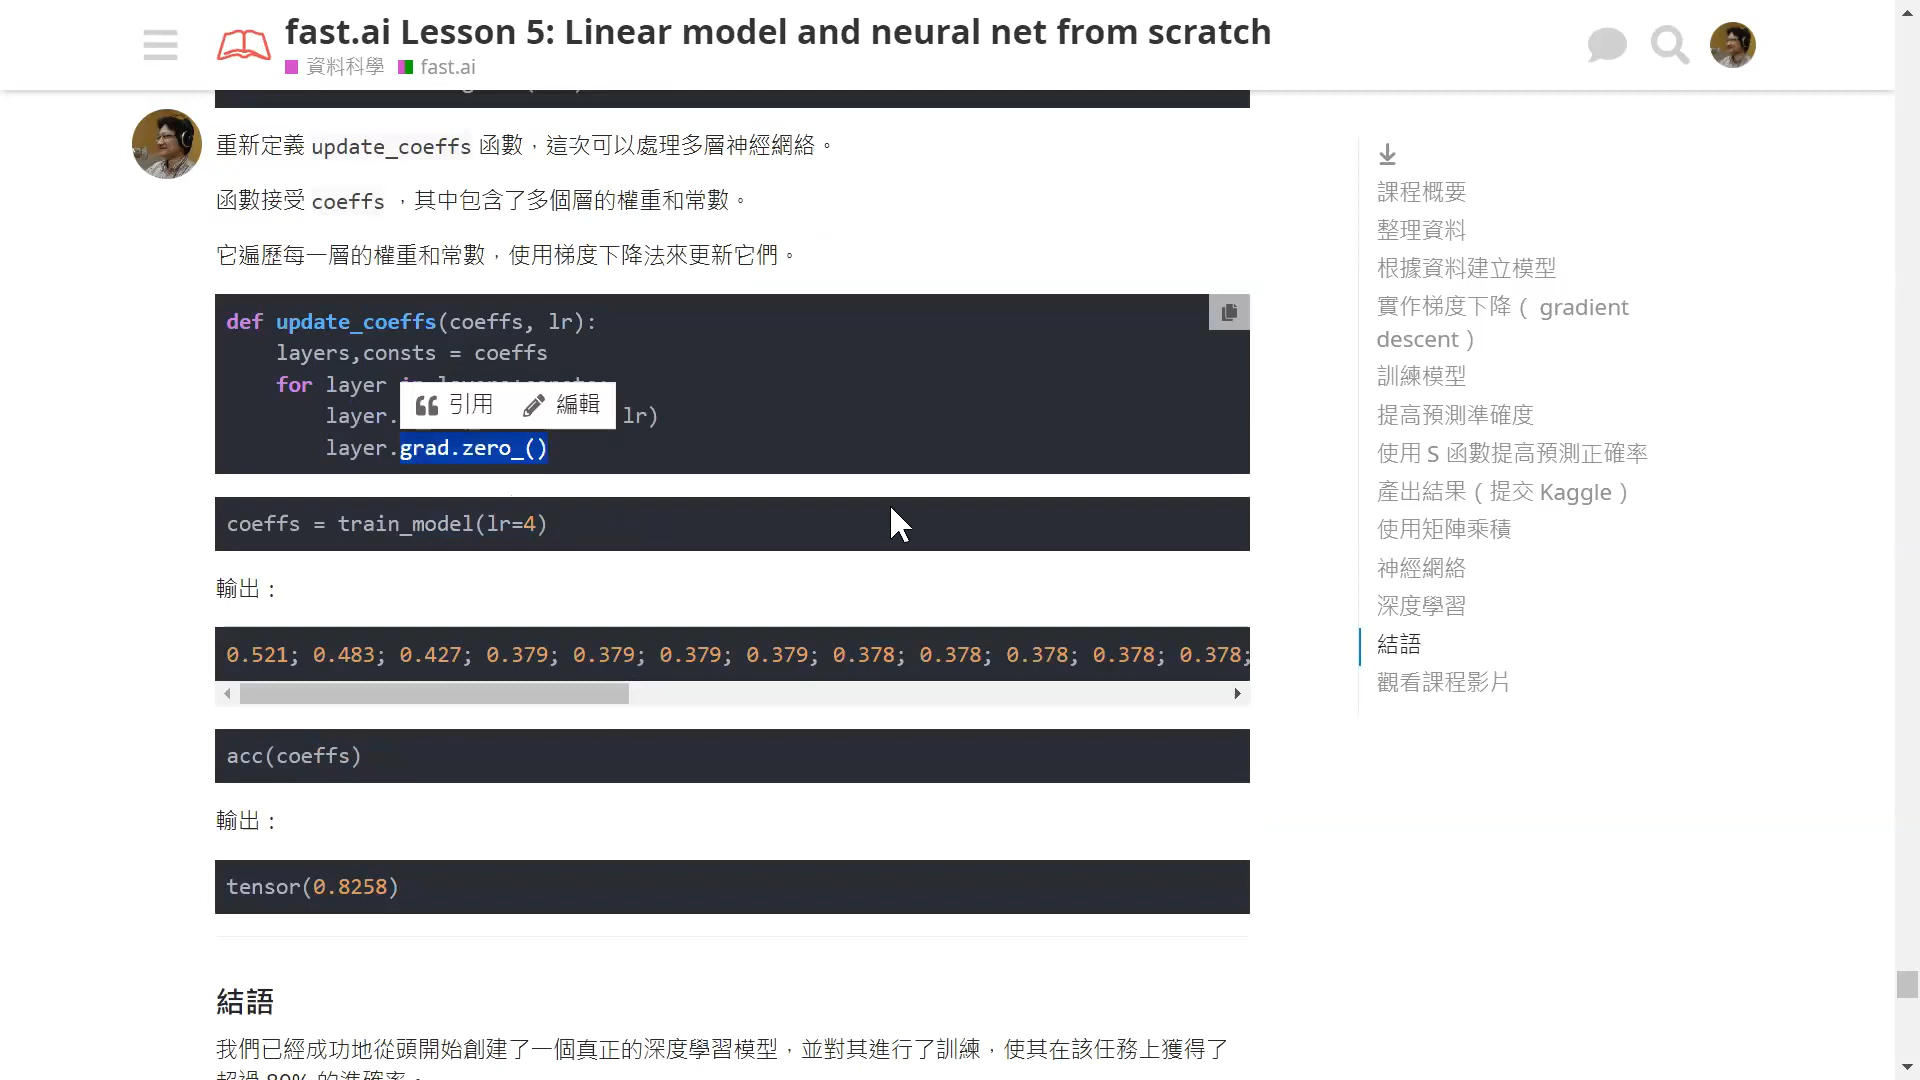 fast.ai Lesson 5: Linear model and neural net from scratch
資料科學 fast.ai
重新定義 update_coeffs 函數，這次可以處理多層神經網絡。
函數接受 coeffs ，其中包含了多個層的權重和常數。
它遍歷每一層的權重和常數，使用梯度下降法來更新它們。
def update_coeffs(coeffs, lr):
layers,consts = coeffs
for layer
引用 編輯
layer. lr)
layer.grad.zero_()
coeffs = train_model(lr=4)
輸出：
0.521; 0.483; 0.427; 0.379; 0.379; 0.379; 0.379; 0.378; 0.378; 0.378; 0.378; 0.378;
acc(coeffs)
輸出：
tensor(0.8258)
結語
我們已經成功地從頭開始創建了一個真正的深度學習模型，並對其進行了訓練，使其在該任務上獲得了
超過 80% 的準確率。
課程概要
整理資料
根據資料建立模型
實作梯度下降（ gradient
descent ）
訓練模型
提高預測準確度
使用 S 函數提高預測正確率
產出結果（提交 Kaggle ）
使用矩陣乘積
神經網絡
深度學習
結語
觀看課程影片